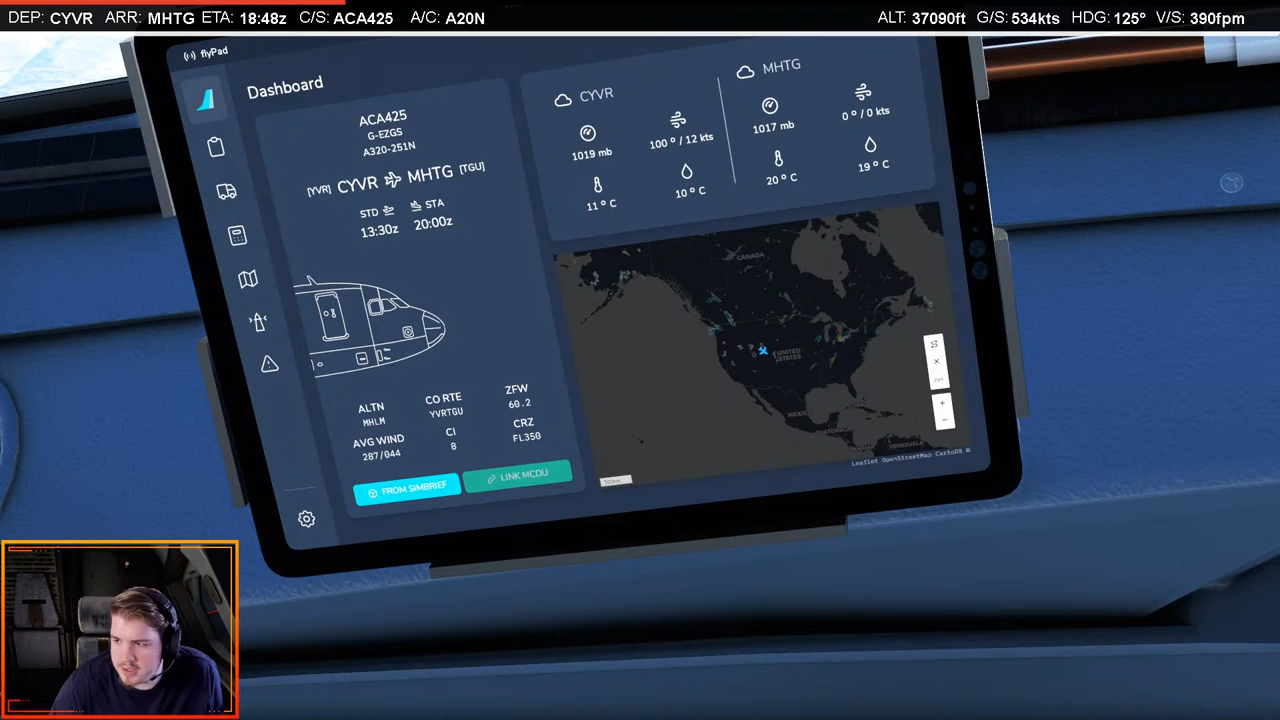 DEP: CYVR ARR: MHTG ETA: 18:48z C/S: ACA425 A/C: A20N
ALT: 37090ft G/S: 534kts HDG: 125° V/S: 390fpm
flyPad
Dashboard
ACA425
G-EZGS
A320-251N
[YVR] CYVR MHTG [TGU]
STD STA
13:30z 20:00z
ALTN CO RTE ZFW
MHLM YVRTGU 60.2
AVG WIND CI CRZ
287/044 8 FL350
FROM SIMBRIEF LINK MCDU
CYVR
1019 mb 100° / 12 kts
11° C 10° C
MHTG
1017 mb 0° / 0 kts
20° C 19° C
CANADA
UNITED
STATES
MEXICO
VENEZUELA
+
Leaflet OpenStreetMap CartoDB ©